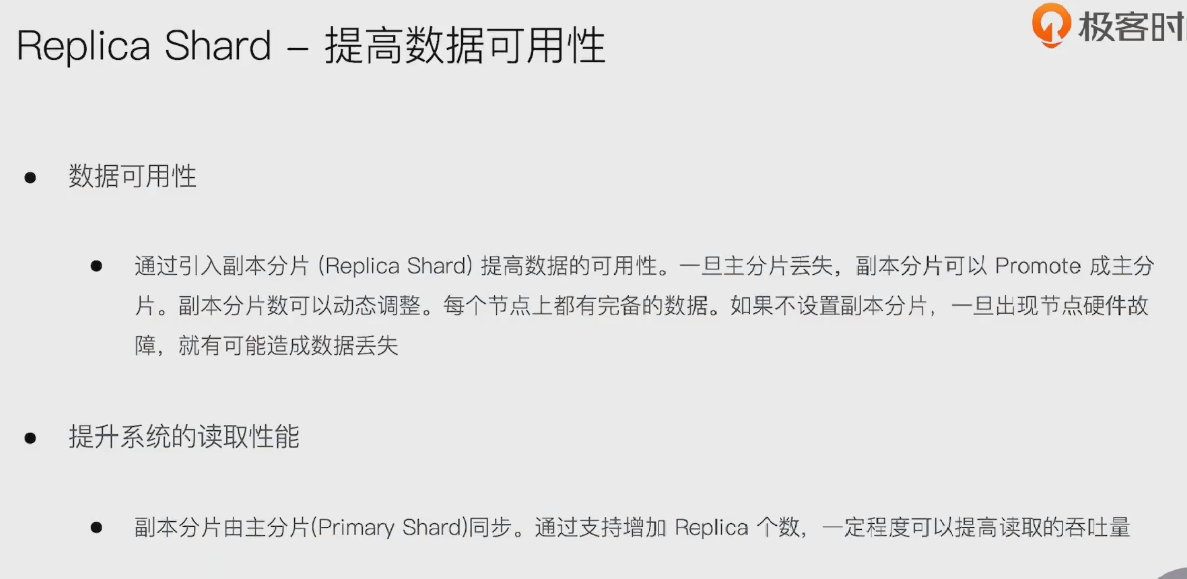 Replica Shard – 提高数据可用性
极客时
● 数据可用性
● 通过引入副本分片 (Replica Shard) 提高数据的可用性。一旦主分片丢失，副本分片可以 Promote 成主分
片。副本分片数可以动态调整。每个节点上都有完备的数据。如果不设置副本分片，一旦出现节点硬件故
障，就有可能造成数据丢失
● 提升系统的读取性能
● 副本分片由主分片(Primary Shard)同步。通过支持增加 Replica 个数，一定程度可以提高读取的吞吐量